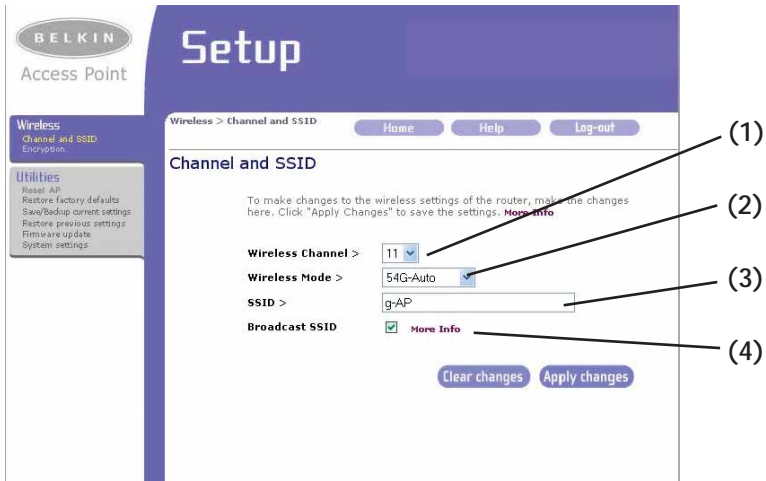 BELKIN
Access Point
Setup
Wireless
Channel and SSID
Encryption
Utilities
Reset AP
Restore factory defaults
Save/Backup current settings
Restore previous settings
Firmware update
System settings
Wireless > Channel and SSID
Home
Help
Log-out
Channel and SSID
To make changes to the wireless settings of the router, make the changes
here. Click "Apply Changes" to save the settings. More Info
Wireless Channel > 11
Wireless Mode > 54G-Auto
SSID > g-AP
Broadcast SSID More Info
Clear changes Apply changes
(1)
(2)
(3)
(4)